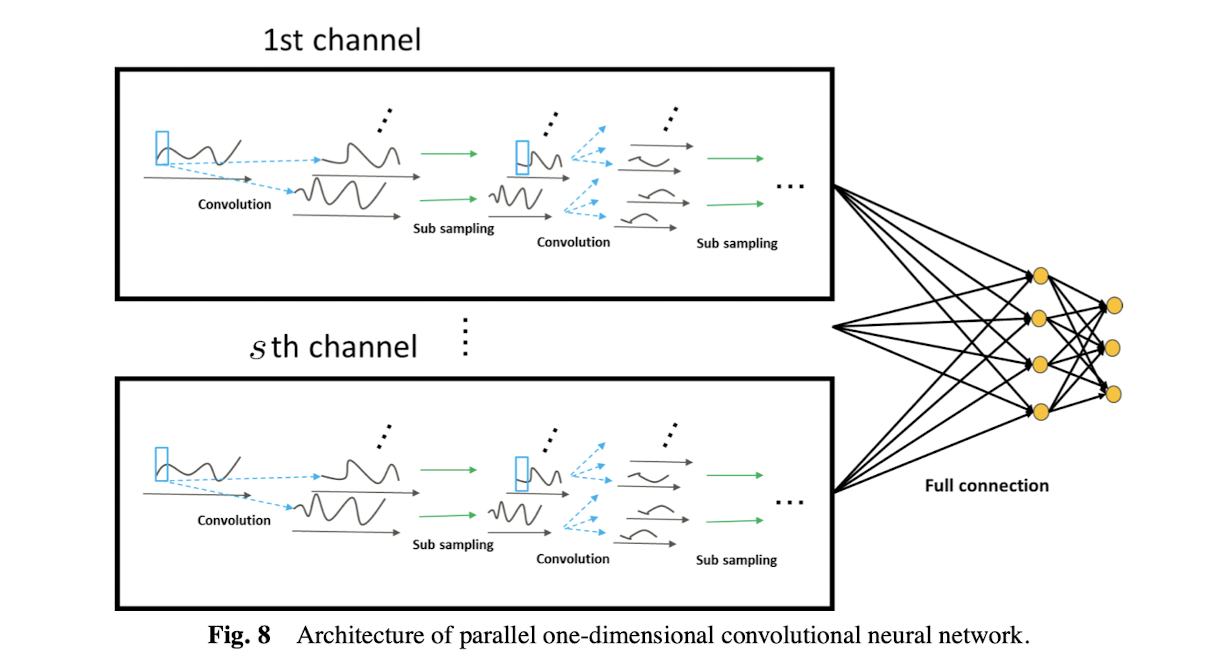 1st channel
Convolution
Sub sampling
Convolution
Sub sampling
sth channel
Convolution
Sub sampling
Convolution
Sub sampling
Full connection
Fig. 8 Architecture of parallel one-dimensional convolutional neural network.